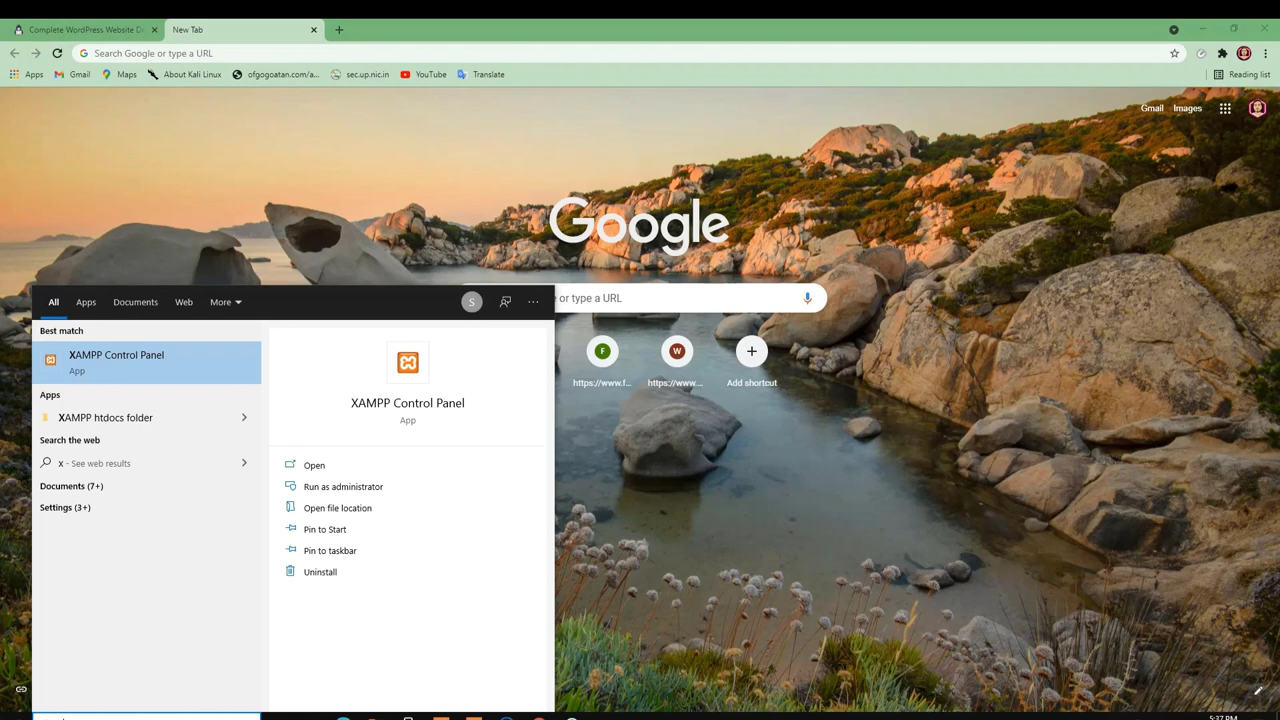 Complete WordPress Website D
New Tab
Search Google or type a URL
Apps
Gmail
Maps
About Kali Linux
ofgogoatan.com/a...
sec.up.nic.in
YouTube
Translate
Reading list
Gmail
Images
Google
or type a URL
F
W
https://www.f...
https://www...
Add shortcut
All
Apps
Documents
Web
More
S
Best match
XAMPP Control Panel
App
Apps
XAMPP htdocs folder
Search the web
x - See web results
Documents (7+)
Settings (3+)
XAMPP Control Panel
App
Open
Run as administrator
Open file location
Pin to Start
Pin to taskbar
Uninstall
5:37 PM